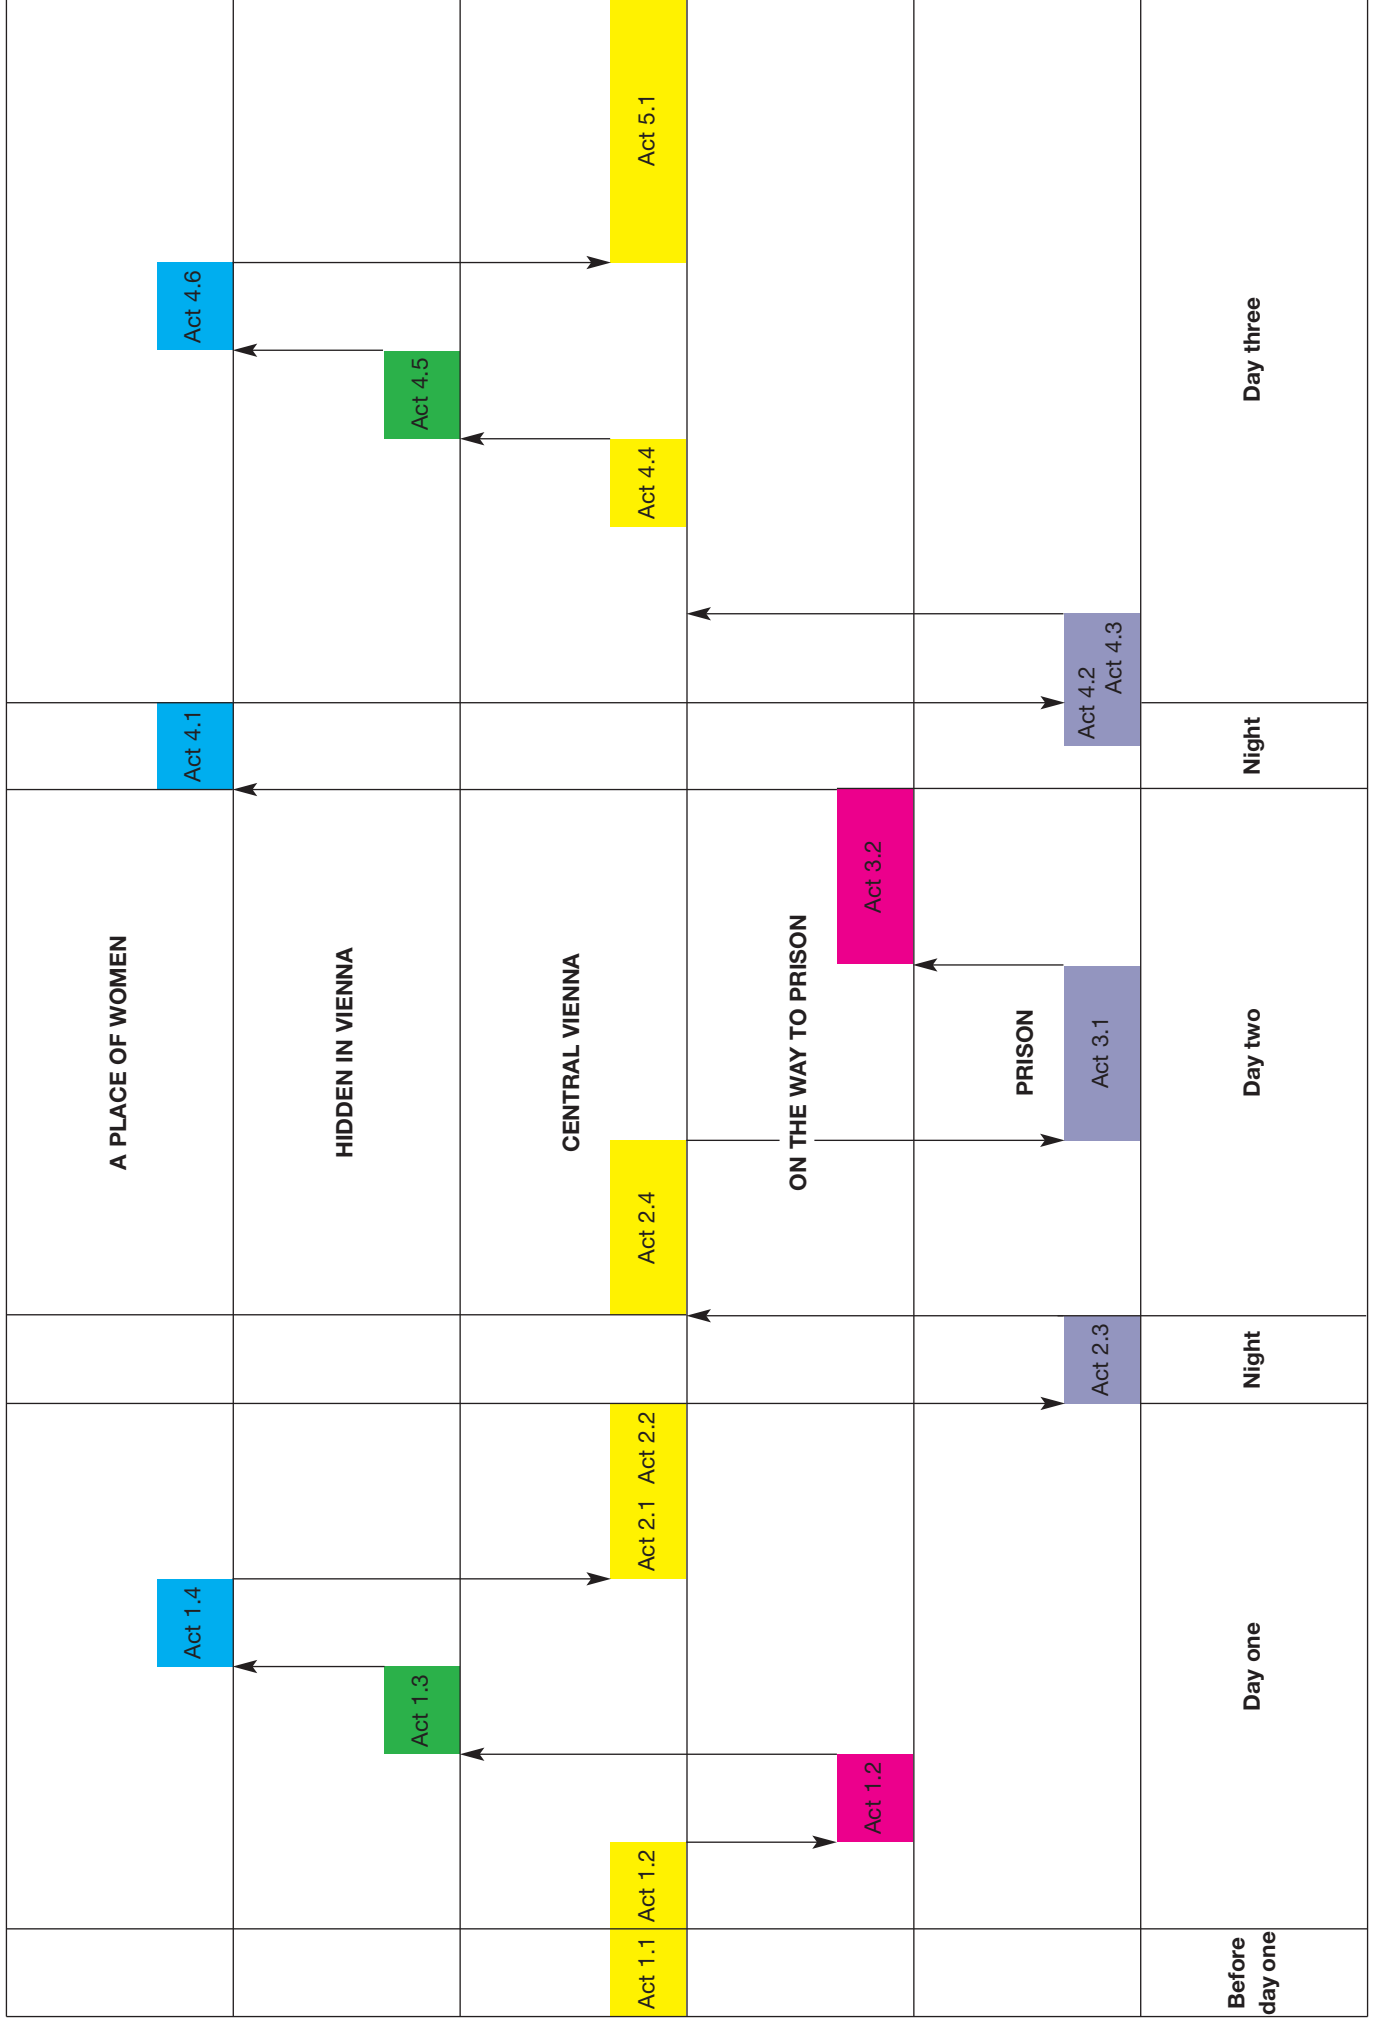 A PLACE OF WOMEN
Act 1.4
Act 4.1
Act 4.6
HIDDEN IN VIENNA
Act 1.3
Act 4.5
CENTRAL VIENNA
Act 1.1
Act 1.2
Act 2.1
Act 2.2
Act 2.4
Act 4.4
Act 5.1
ON THE WAY TO PRISON
Act 1.2
Act 3.2
PRISON
Act 2.3
Act 3.1
Act 4.2
Act 4.3
Before
day one
Day one
Night
Day two
Night
Day three